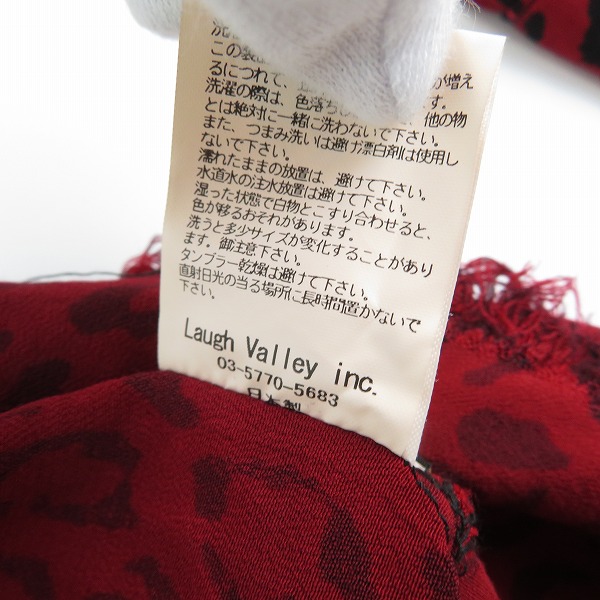 洗
この装
が増え
るにつれて、
す。
洗濯の際は、色落ち
他の物
とは絶対に一緒に洗わないで下さい。
また、つまみ洗いは避け漂白剤は使用し
ないで下さい。
濡れたままの放置は、避けて下さい。
水道水の注水放置は避けて下さい。
湿った状態で白物とこすり合わせると、
色が移るおそれがあります。
洗うと多少サイズが変化することがあり
ます。御注意下さい。
タンブラー乾燥は避けて下さい。
直射日光の当る場所に長時間置かないで
下さい。
Laugh Valley inc.
03-5770-5683
日本製